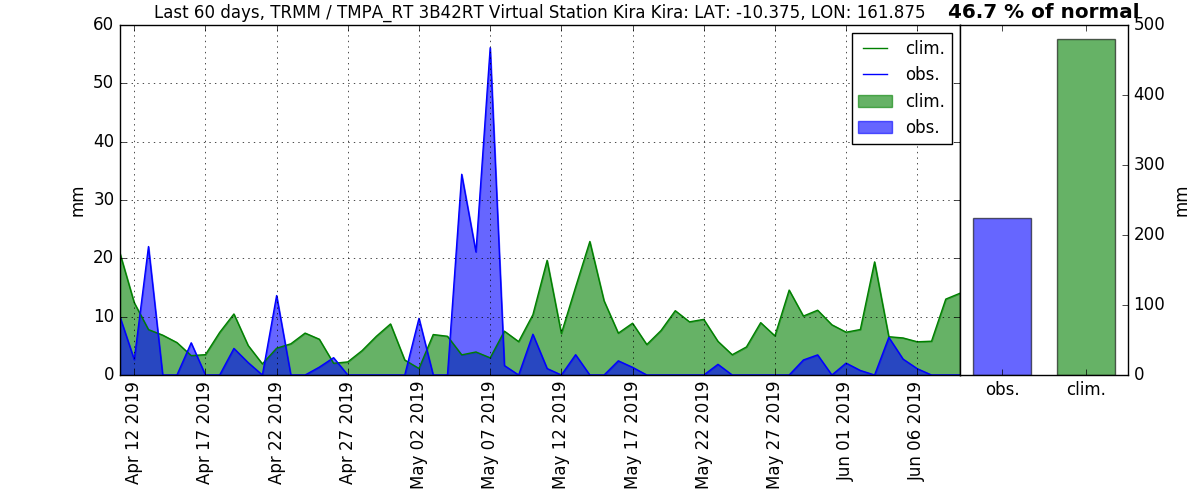 Last 60 days, TRMM / TMPA_RT 3B42RT Virtual Station Kira Kira: LAT: -10.375, LON: 161.875
46.7 % of normal
60
50
40
30
20
10
0
mm
clim.
obs.
clim.
obs.
500
400
300
200
100
0
mm
obs.
clim.
Apr 12 2019
Apr 17 2019
Apr 22 2019
Apr 27 2019
May 02 2019
May 07 2019
May 12 2019
May 17 2019
May 22 2019
May 27 2019
Jun 01 2019
Jun 06 2019